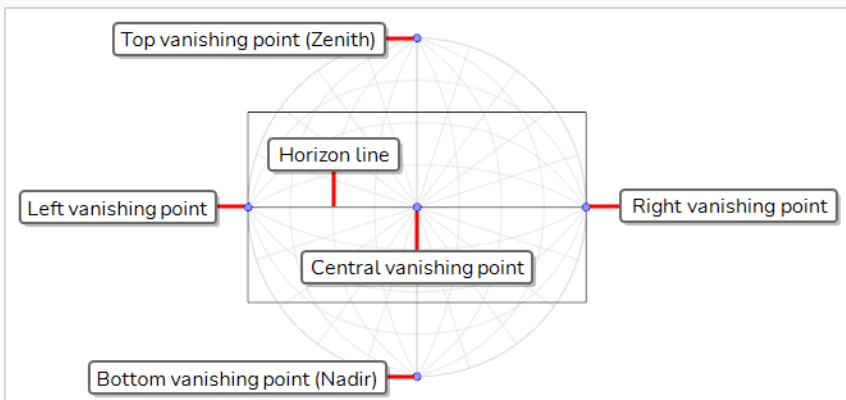 Top vanishing point (Zenith)
Horizon line
Left vanishing point
Right vanishing point
Central vanishing point
Bottom vanishing point (Nadir)